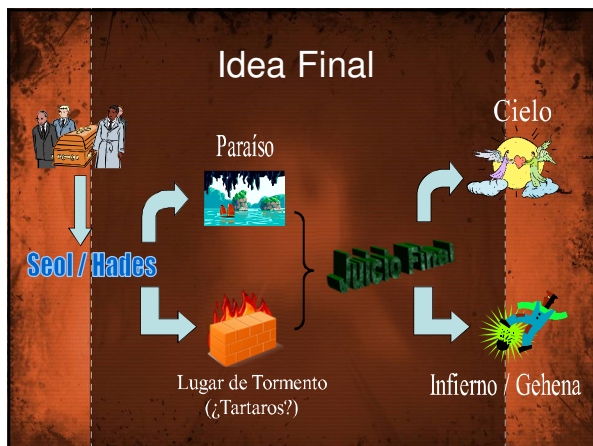 Idea Final
Cielo
Paraíso
Seol / Hades
Juicio Final
Lugar de Tormento
(¿Tartaros?)
Infierno / Gehena